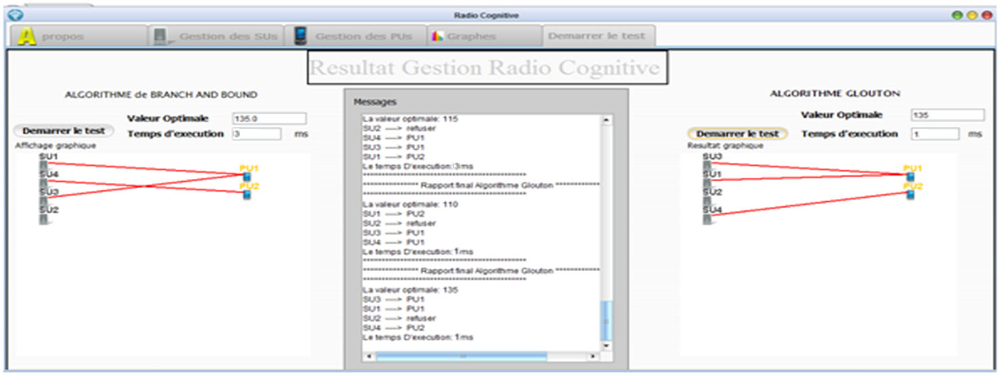 Radio Cognitive
A propos
Gestion des SUs
Gestion des PUs
Graphes
Demarrer le test
Resultat Gestion Radio Cognitive
ALGORITHME de BRANCH AND BOUND
Valeur Optimale 135.0
Demarrer le test Temps d'execution 3 ms
Affichage graphique
SU1
PU1
SU4
PU2
SU3
SU2
Messages
La valeur optimale: 115
SU2 ----> refuser
SU4 ----> PU1
SU3 ----> PU1
SU1 ----> PU2
Le temps D'execution:3ms
Rapport final Algorithme Glouton
La valeur optimale: 110
SU1 ----> PU2
SU2 ----> refuser
SU3 ----> PU1
SU4 ----> PU1
Le temps D'execution:1ms
Rapport final Algorithme Glouton
La valeur optimale: 135
SU3 ----> PU1
SU1 ----> PU1
SU2 ----> refuser
SU4 ----> PU2
Le temps D'execution:1ms
ALGORITHME GLOUTON
Valeur Optimale 135
Demarrer le test Temps d'execution 1 ms
Resultat graphique
SU3
PU1
SU1
PU2
SU2
SU4